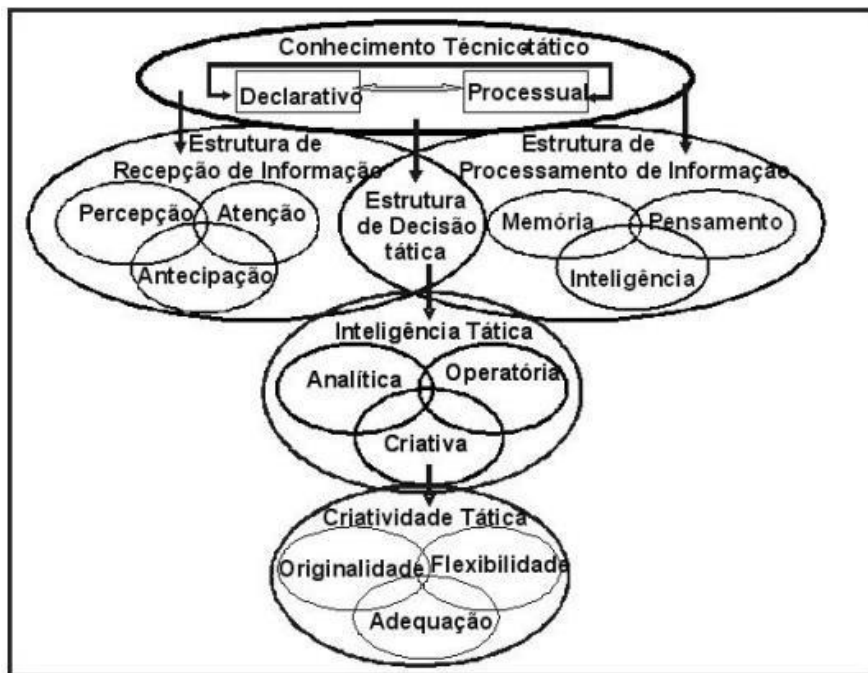 Conhecimento Técnicotático
Declarativo
Processual
Estrutura de
Recepção de Informação
Percepção
Atenção
Antecipação
Estrutura
de Decisão
tática
Estrutura de
Processamento de Informação
Memória
Pensamento
Inteligência
Inteligência Tática
Analítica
Operatória
Criativa
Criatividade Tática
Originalidade
Flexibilidade
Adequação